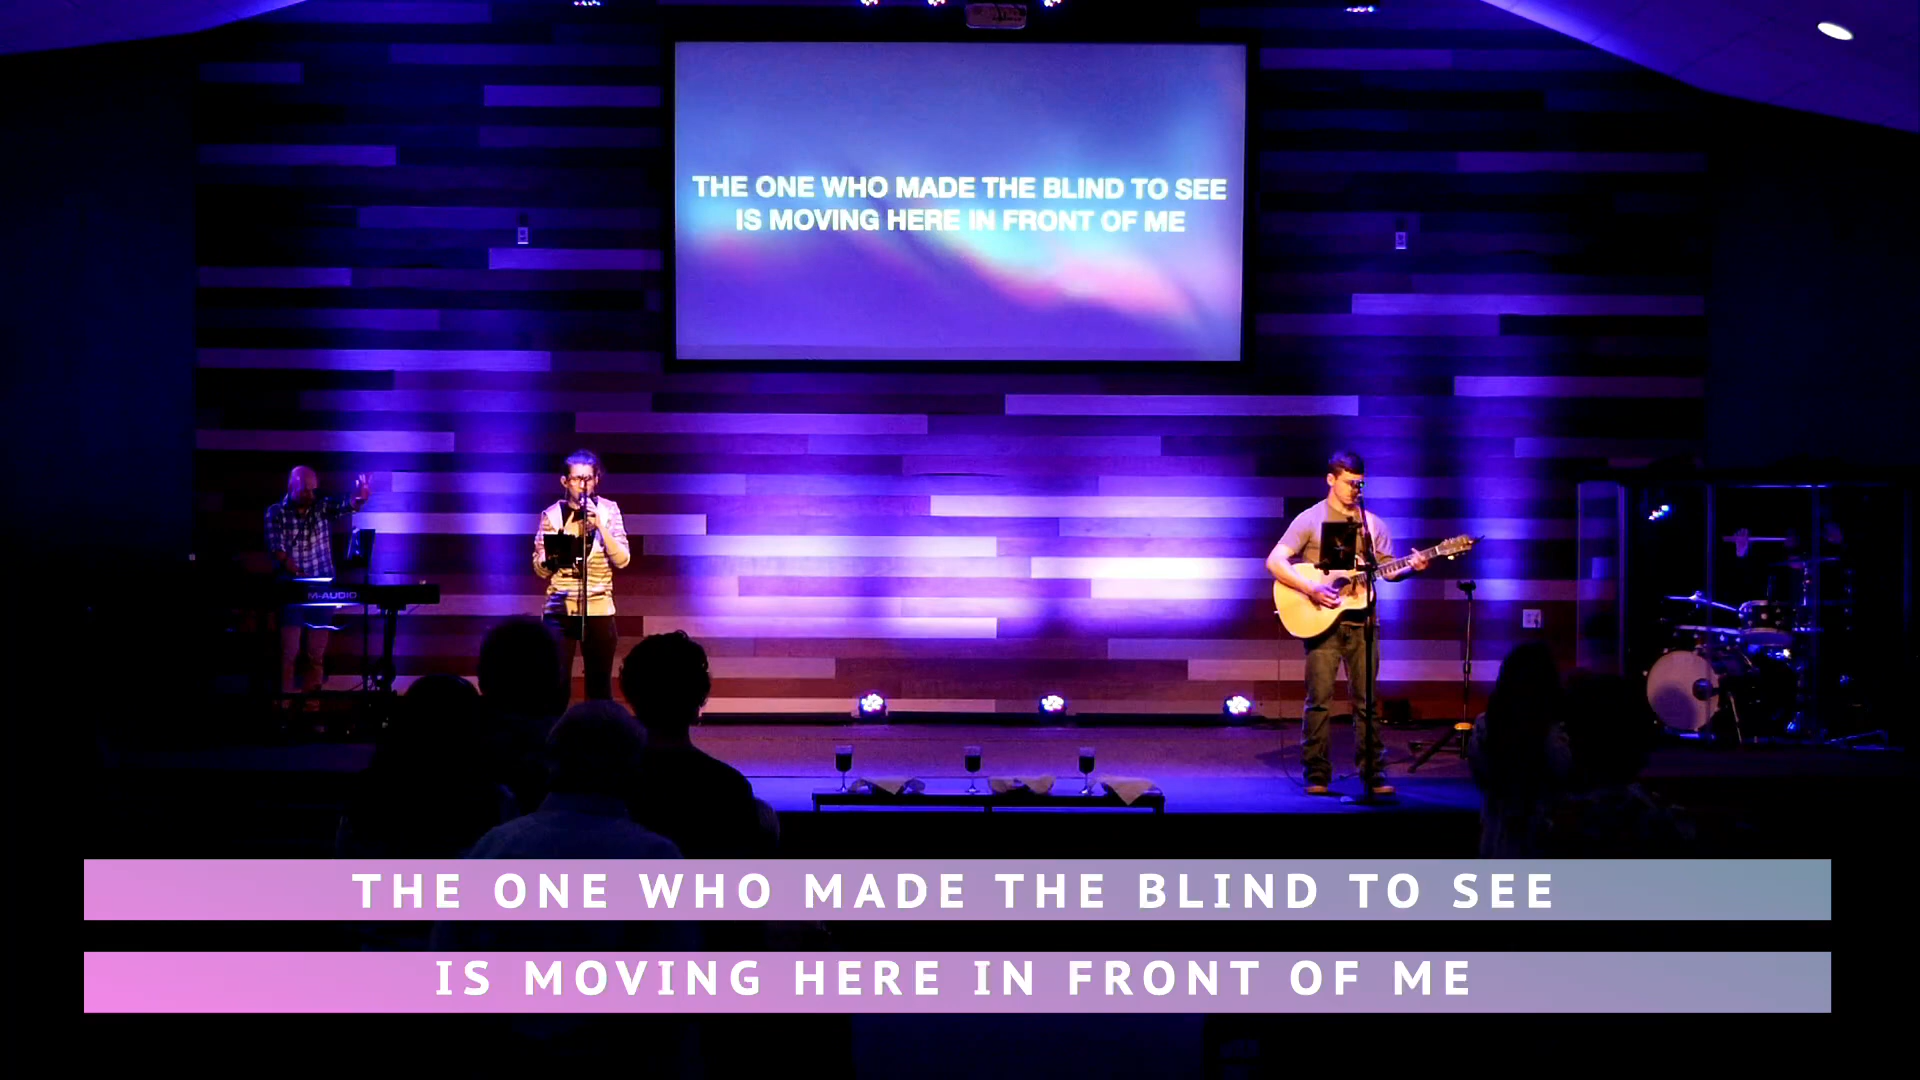 THE ONE WHO MADE THE BLIND TO SEE
IS MOVING HERE IN FRONT OF ME
M-AUDIO
THE ONE WHO MADE THE BLIND TO SEE
IS MOVING HERE IN FRONT OF ME